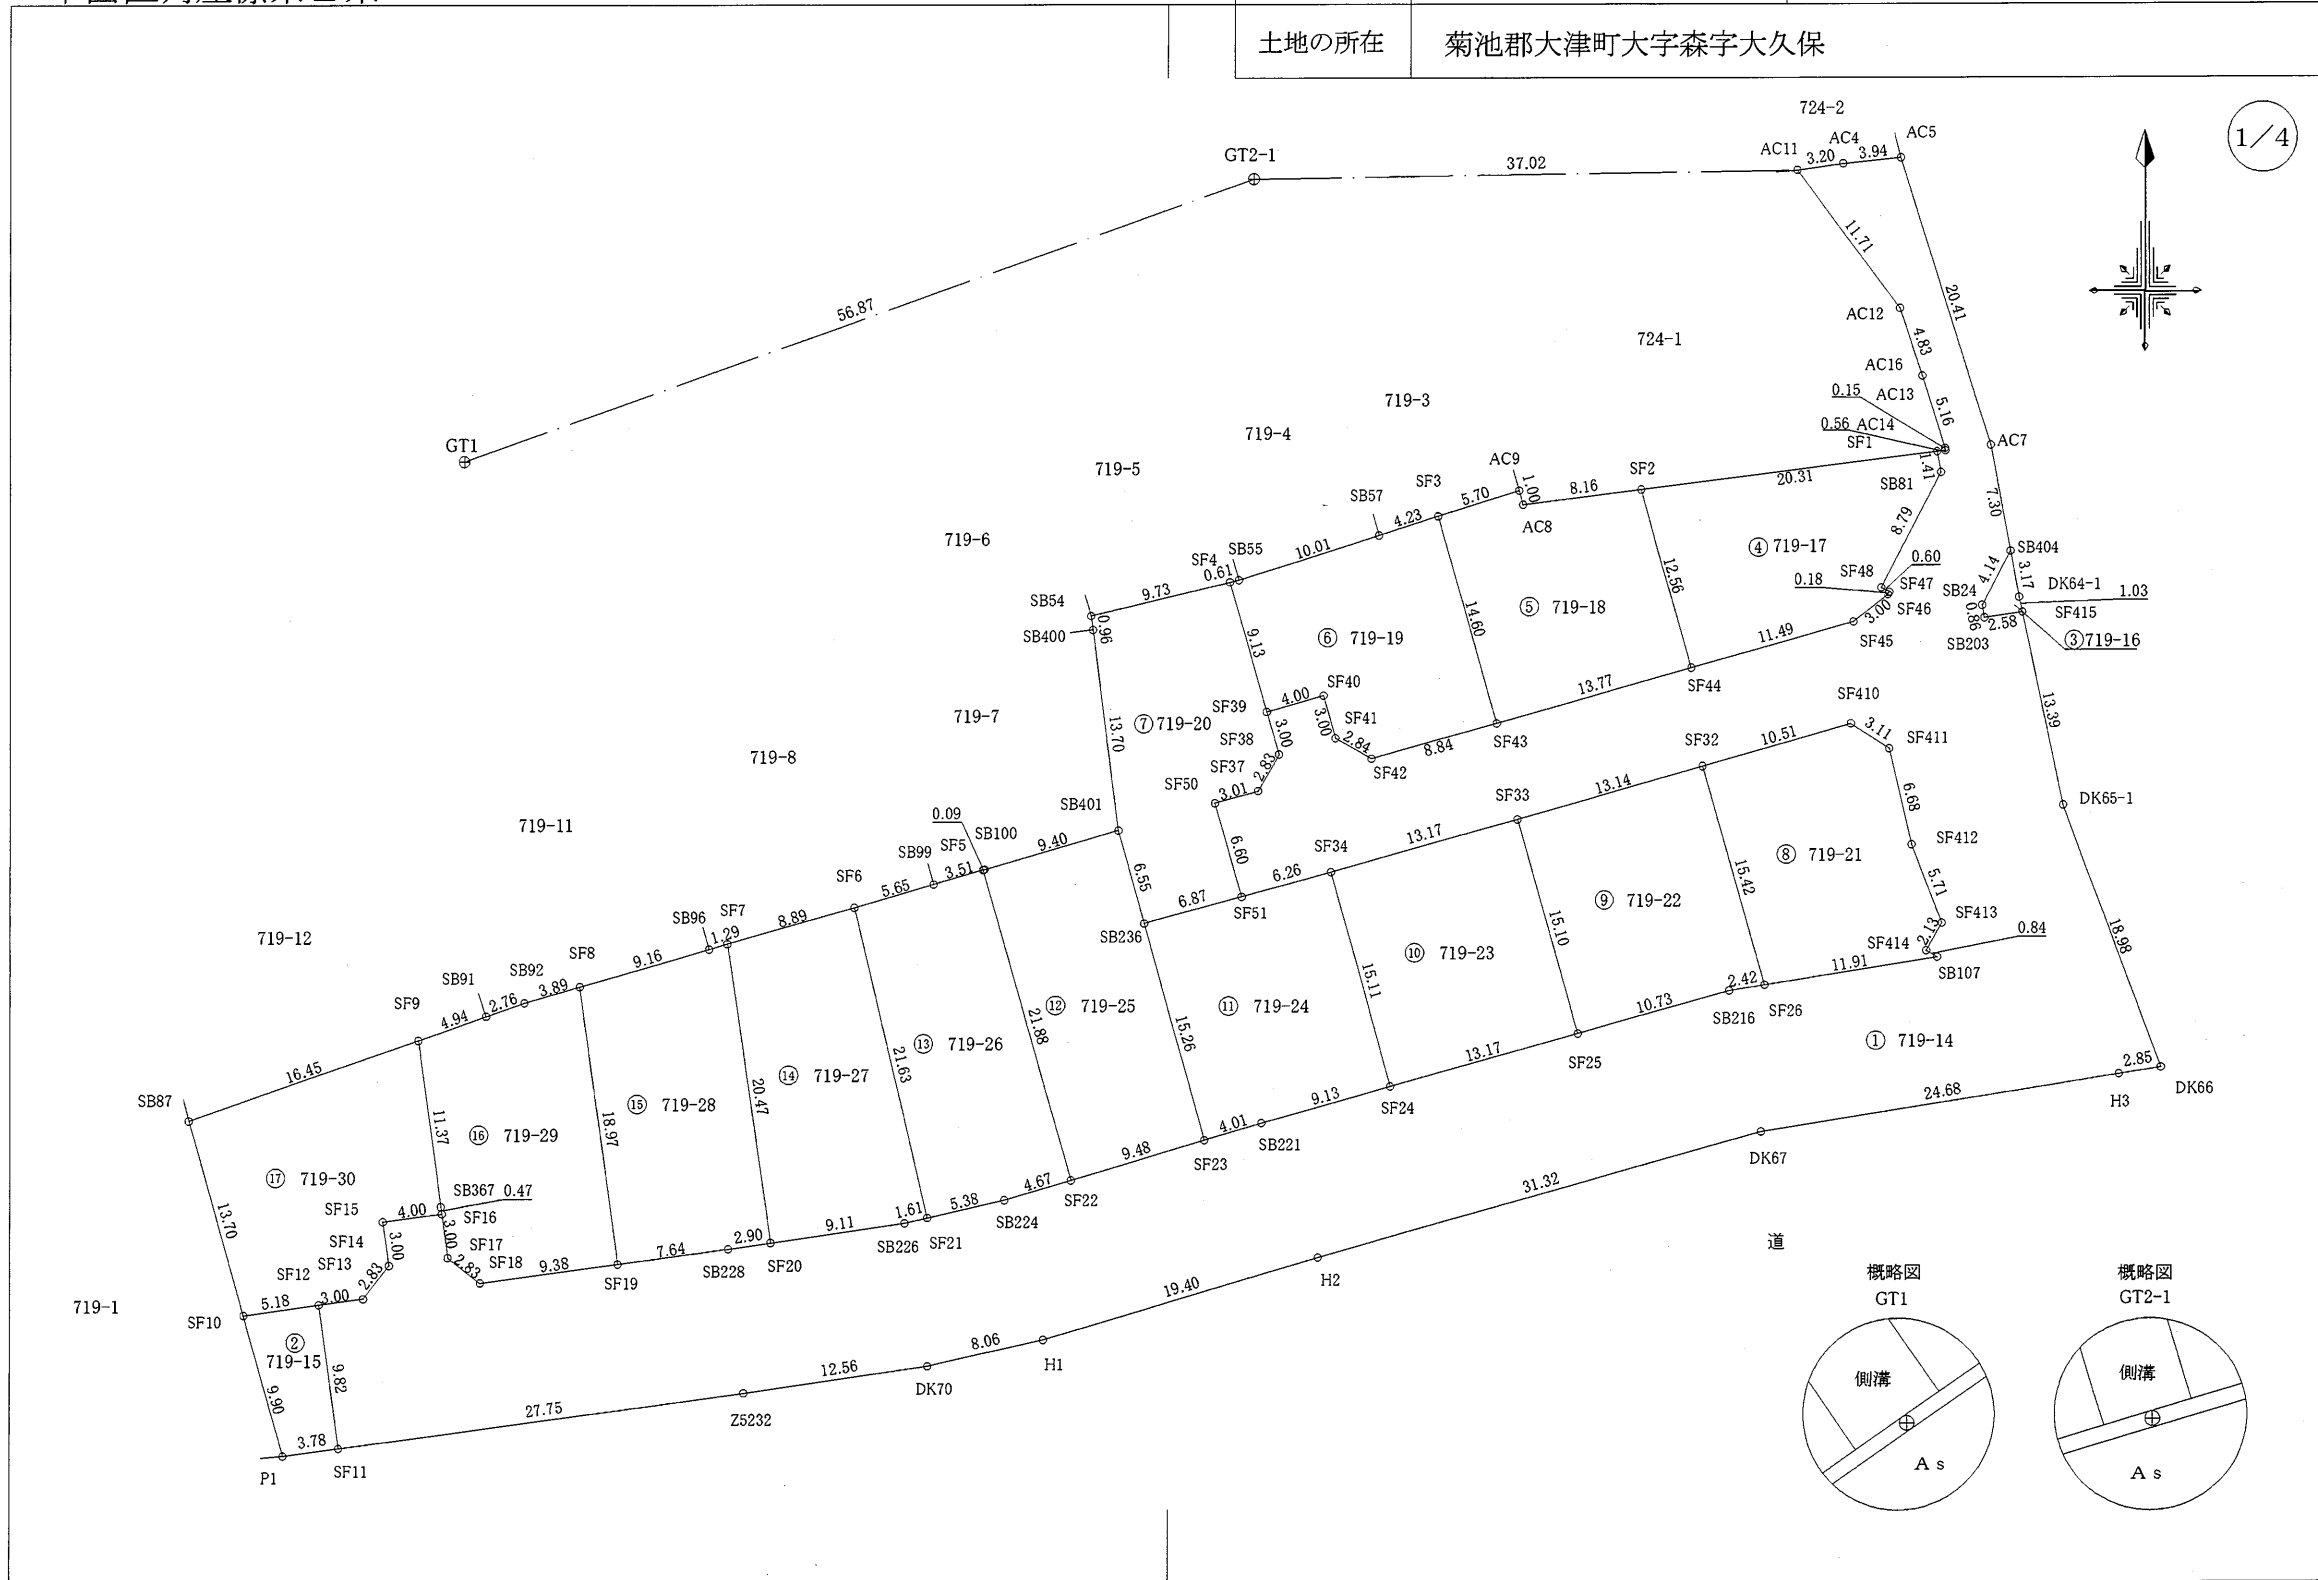 土地の所在 菊池郡大津町大字森字大久保
1/4
724-2
AC11 AC4 AC5
3.20 3.94
GT2-1 37.02
11.71
56.87
20.41
AC12
724-1
4.83
AC16
0.15 AC13
719-3
5.16
0.56 AC14
719-4
SF1
AC7
GT1
719-5
AC9
SF2
1.41
SB81
SF3 5.70 1.00 8.16
20.31
7.30
SB57 4.23
AC8
8.79
719-6
SB55
10.01
④ 719-17
SB404
SF4 0.61
0.60
9.73
12.56
4.14 3.17
SF48 SF47
0.18
DK64-1 1.03
SB54
SB24
0.96
⑤ 719-18
3.00 SF46
SF415
SB400
14.60
0.86 2.58
9.13
⑥ 719-19
11.49
SF45
SB203
③719-16
SF40
SF44
4.00
13.77
SF410
719-7
SF39
⑦719-20
3.00 SF41
13.39
13.70
SF43
3.11
SF38 3.00
2.84
SF32 10.51 SF411
719-8
SF37
8.84
SF50 2.83
SF42
3.01
13.14
6.68
DK65-1
SB401
SF33
0.09
719-11
SB100
SF5
9.40
13.17
SF412
SB99
6.60
SF34
⑧ 719-21
3.51
6.55
SF6
5.65
6.26
15.42
5.71
6.87
SF51
⑨ 719-22
SB96 SF7
8.89
SF413
SB236
15.10
2.13
0.84
719-12
1.29
18.98
SF8
SF414
⑩ 719-23
9.16
11.91
SB107
SB92
15.11
SB91
3.89
2.42
2.76
⑫ 719-25
⑪ 719-24
10.73
SB216 SF26
SF9
4.94
21.88
15.26
① 719-14
⑬ 719-26
SF25
13.17
16.45
21.63
2.85
⑭ 719-27
DK66
SB87
SF24
24.68
H3
⑮ 719-28
20.47
9.13
11.37
18.97
4.01
⑯ 719-29
SB221
9.48
SF23
DK67
⑰ 719-30
4.67
SB367 0.47
SF22
31.32
SF15 4.00
SF16
5.38
SB224
13.70
1.61
SF14 3.00
3.00 SF17
9.11
SB226 SF21
道
SF13
2.83 SF18
2.90
SF12
2.83
7.64
SF20
9.38
SB228
SF19
5.18 3.00
19.40
H2
概略図 概略図
719-1
GT1 GT2-1
SF10
②
8.06
719-15
側溝 側溝
9.82
12.56
H1
9.90
DK70
27.75
Z5232
3.78
As As
P1 SF11